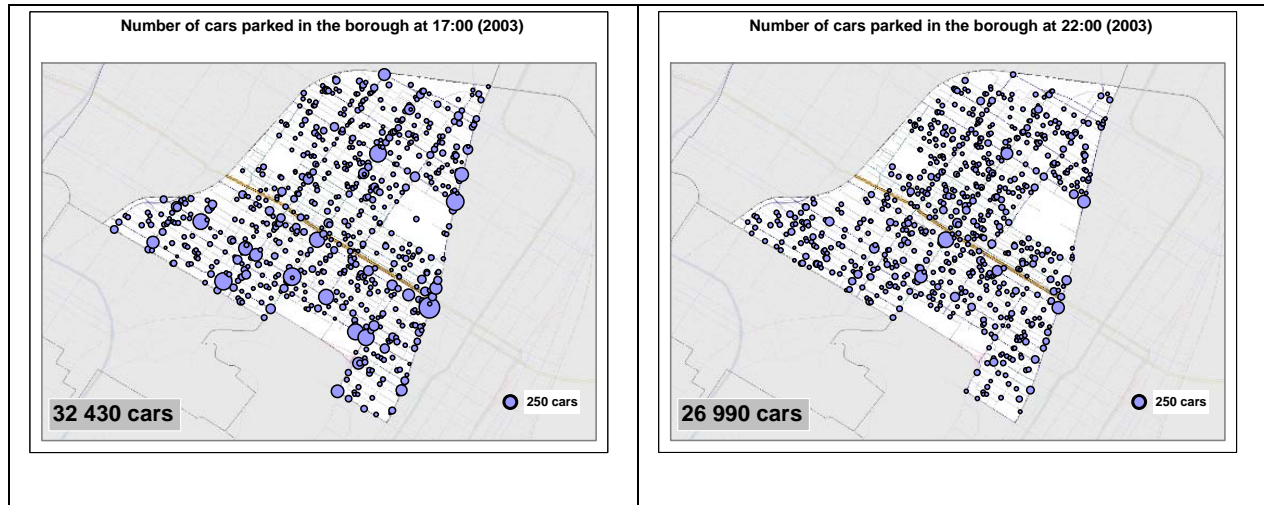 Number of cars parked in the borough at 17:00 (2003)
250 cars
32 430 cars
Number of cars parked in the borough at 22:00 (2003)
250 cars
26 990 cars